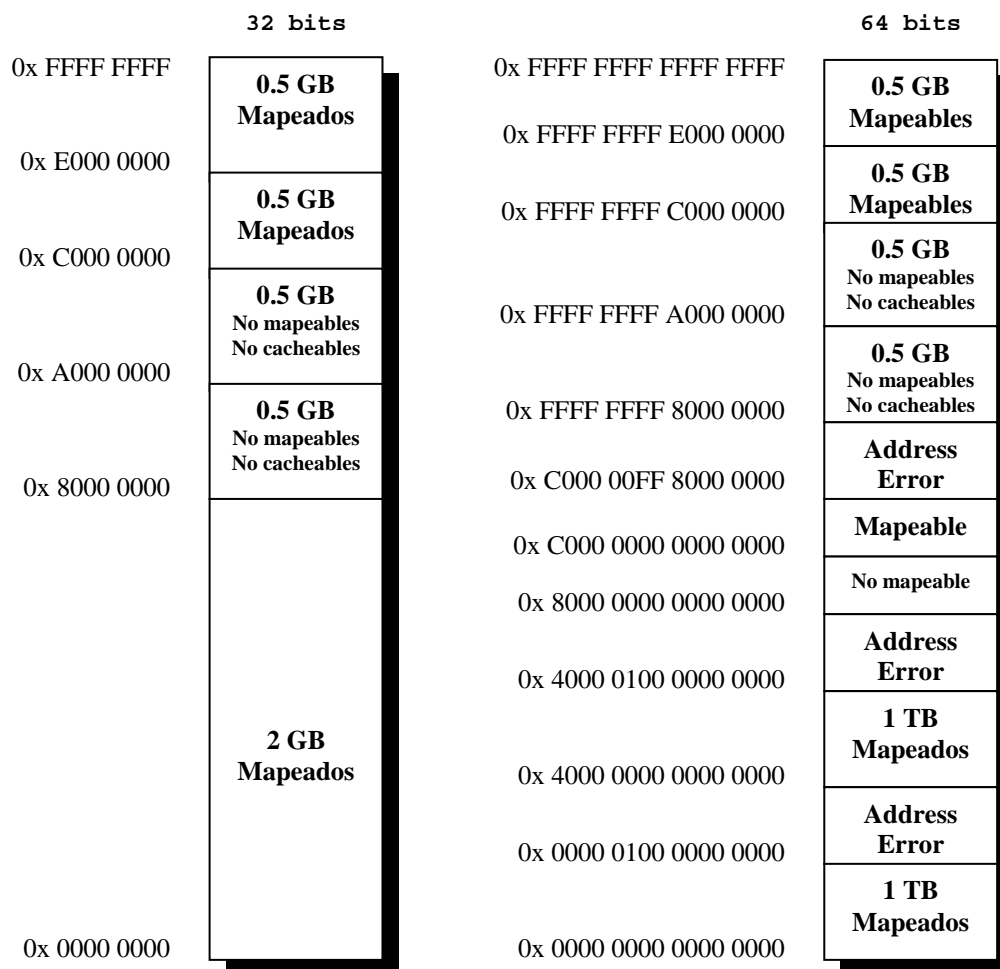 32 bits
0x FFFF FFFF
0.5 GB
Mapeados
0x E000 0000
0.5 GB
Mapeados
0x C000 0000
0.5 GB
No mapeables
No cacheables
0x A000 0000
0.5 GB
No mapeables
No cacheables
0x 8000 0000
2 GB
Mapeados
0x 0000 0000
64 bits
0x FFFF FFFF FFFF FFFF
0.5 GB
Mapeables
0x FFFF FFFF E000 0000
0.5 GB
Mapeables
0x FFFF FFFF C000 0000
0.5 GB
No mapeables
No cacheables
0x FFFF FFFF A000 0000
0.5 GB
No mapeables
No cacheables
0x FFFF FFFF 8000 0000
Address
Error
0x C000 00FF 8000 0000
Mapeable
0x C000 0000 0000 0000
No mapeable
0x 8000 0000 0000 0000
Address
Error
0x 4000 0100 0000 0000
1 TB
Mapeados
0x 4000 0000 0000 0000
Address
Error
0x 0000 0100 0000 0000
1 TB
Mapeados
0x 0000 0000 0000 0000